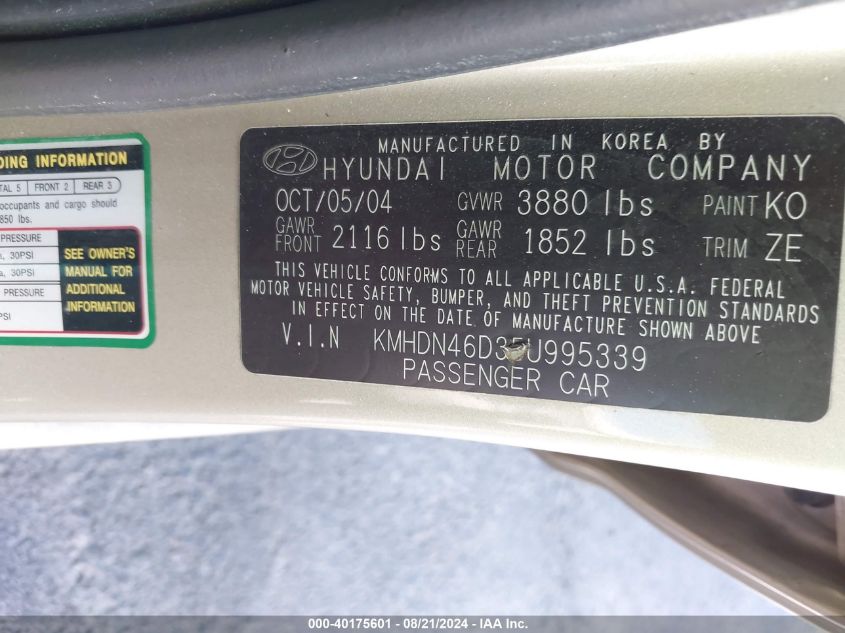 DING INFORMATION
TAL 5 FRONT 2 REAR 3
occupants and cargo should
850 lbs.
PRESSURE
a, 30PSI
a, 30PSI
PRESSURE
PSI
SEE OWNER'S
MANUAL FOR
ADDITIONAL
INFORMATION
MANUFACTURED IN KOREA BY
HYUNDAI MOTOR COMPANY
OCT/05/04 GVWR 3880 lbs PAINT KO
GAWR FRONT 2116 lbs GAWR REAR 1852 lbs TRIM ZE
THIS VEHICLE CONFORMS TO ALL APPLICABLE U.S.A. FEDERAL
MOTOR VEHICLE SAFETY, BUMPER, AND THEFT PREVENTION STANDARDS
IN EFFECT ON THE DATE OF MANUFACTURE SHOWN ABOVE
V.I.N
PASSENGER CAR
000-40175601 - 08/21/2024 - IAA Inc.